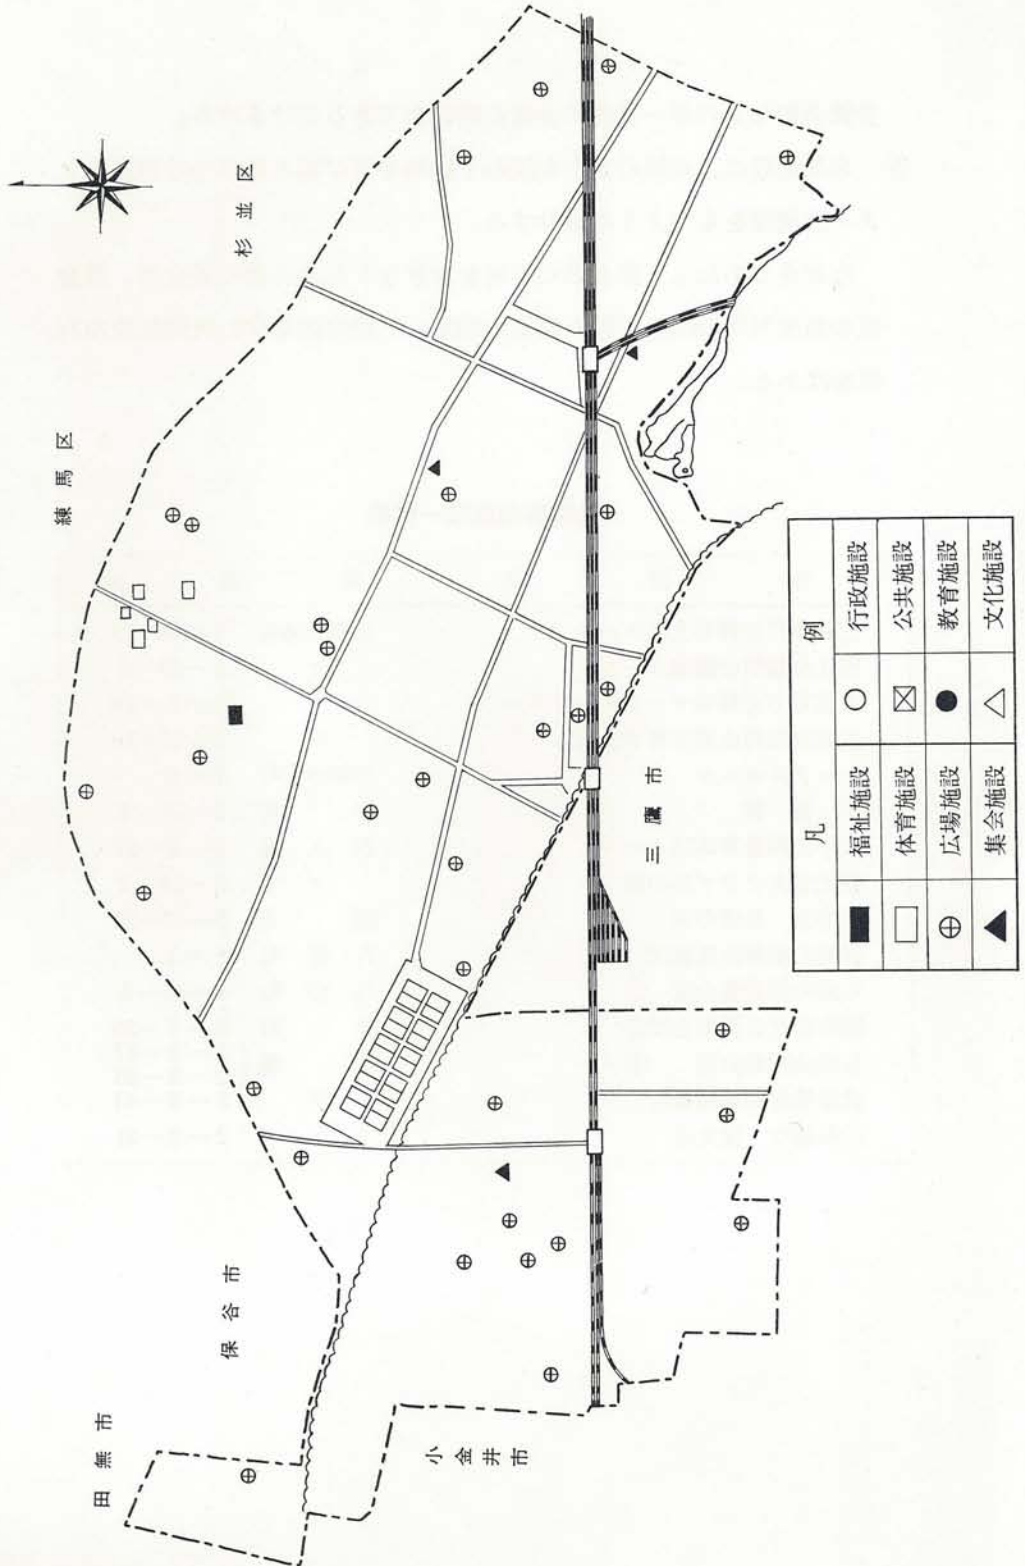 田無市
保谷市
小金井市
練馬区
杉並区
三鷹市
凡例
■ 福祉施設 ○ 行政施設
□ 体育施設 ☒ 公共施設
⊕ 広場施設 ● 教育施設
▲ 集会施設 △ 文化施設